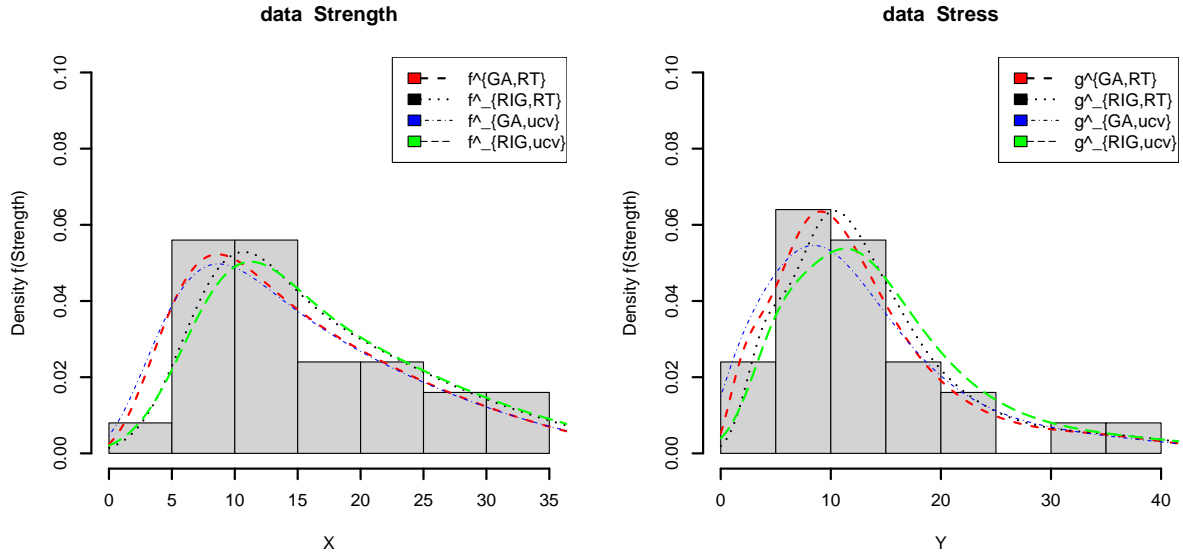 data  Strength
f^{GA,RT}
f^_{RIG,RT}
f^_{GA,ucv}
f^_{RIG,ucv}
Density f(Strength)
0.00
0.02
0.04
0.06
0.08
0.10
0 5 10 15 20 25 30 35
X
data  Stress
g^{GA,RT}
g^_{RIG,RT}
g^_{GA,ucv}
g^_{RIG,ucv}
Density f(Strength)
0.00
0.02
0.04
0.06
0.08
0.10
0 10 20 30 40
Y